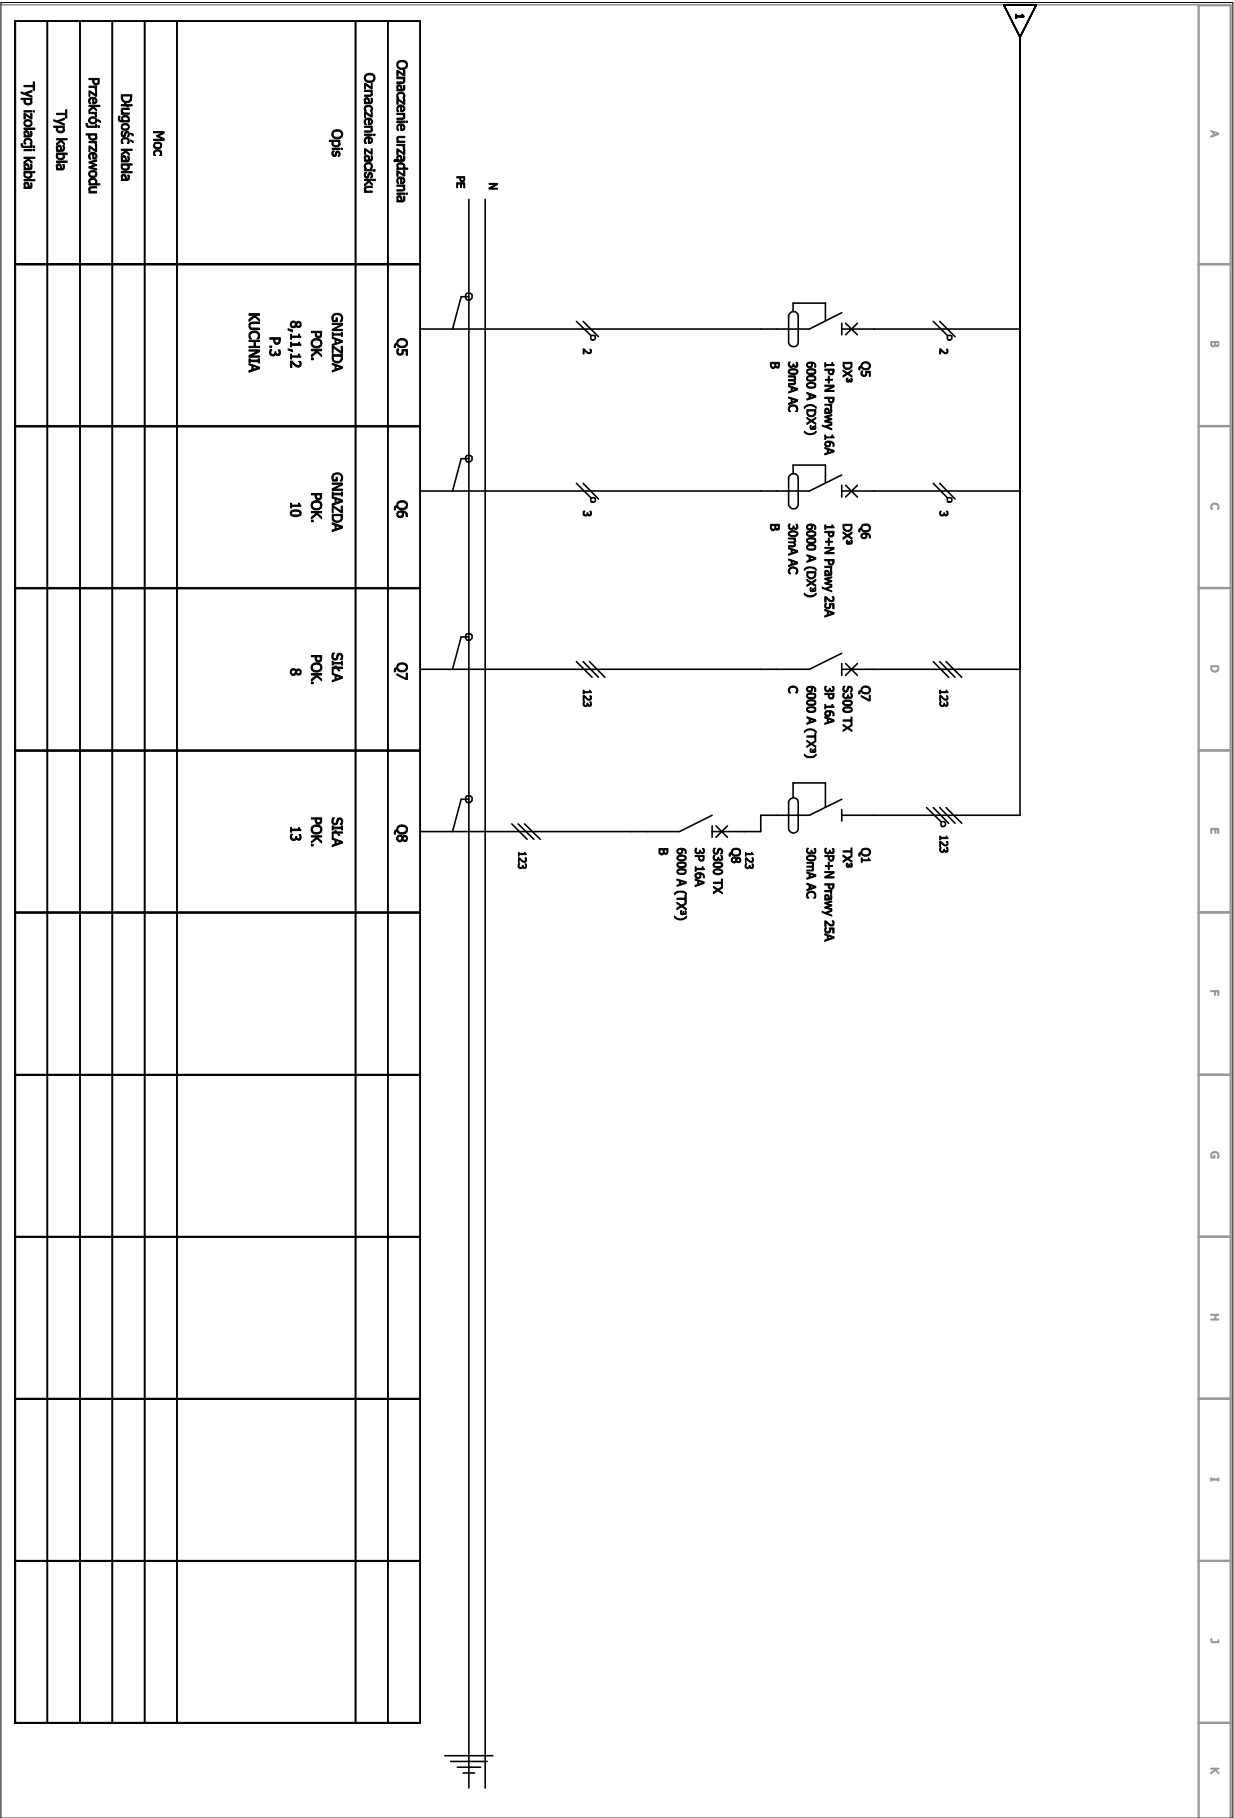 A
B
C
D
E
F
G
H
I
J
K
1
2
3
123
123
Q5
DX³
1P+N Prawy 16A
6000 A (DX³)
30mA AC
B
Q6
DX³
1P+N Prawy 25A
6000 A (DX³)
30mA AC
B
Q7
S300 TX
3P 16A
6000 A (TX³)
C
Q1
TX³
3P+N Prawy 25A
30mA AC
123
Q8
S300 TX
3P 16A
6000 A (TX³)
B
2
3
123
123
N
PE
Oznaczenie urządzenia
Q5
Q6
Q7
Q8
Oznaczenie zacisku
Opis
GNIAZDA
POK.
8,11,12
P.3
KUCHNIA
GNIAZDA
POK.
10
SIŁA
POK.
8
SIŁA
POK.
13
Moc
Długość kabla
Przekrój przewodu
Typ kabla
Typ izolacji kabla